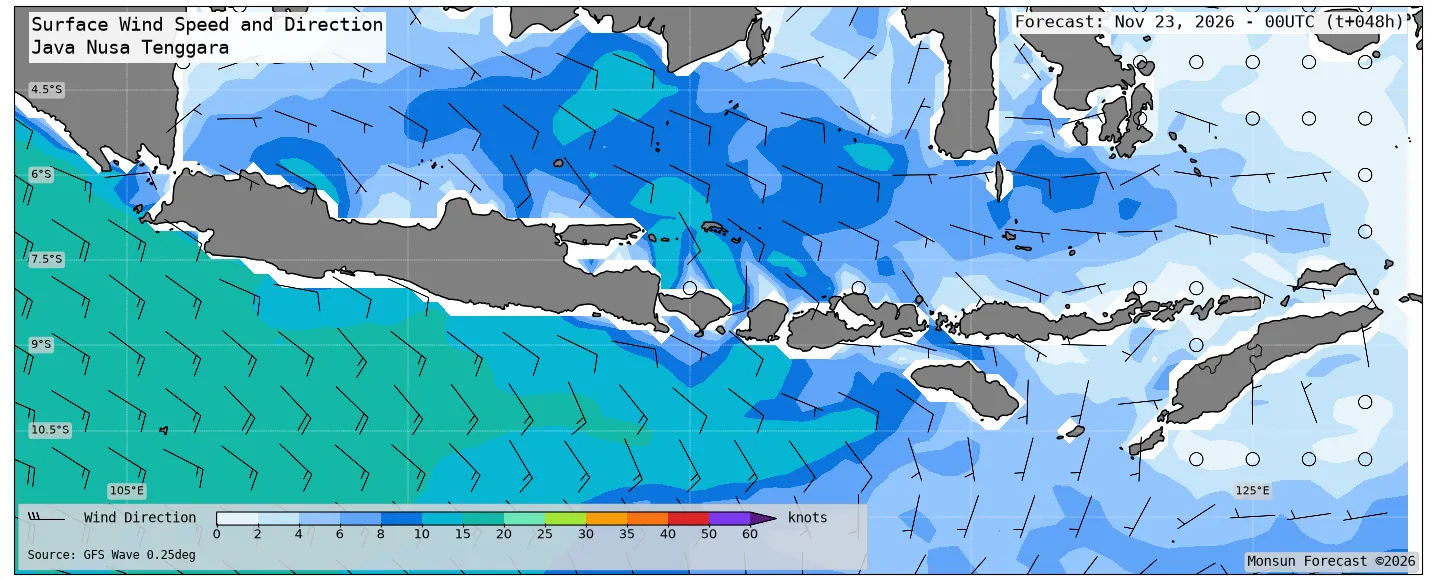 Surface Wind Speed and Direction
Java Nusa Tenggara
Forecast: Nov 23, 2026 - 00UTC (t+048h)
4.5°S
6°S
7.5°S
9°S
10.5°S
105°E
125°E
Wind Direction
0 2 4 6 8 10 15 20 25 30 35 40 50 60
knots
Source: GFS Wave 0.25deg
Monsun Forecast ©2026